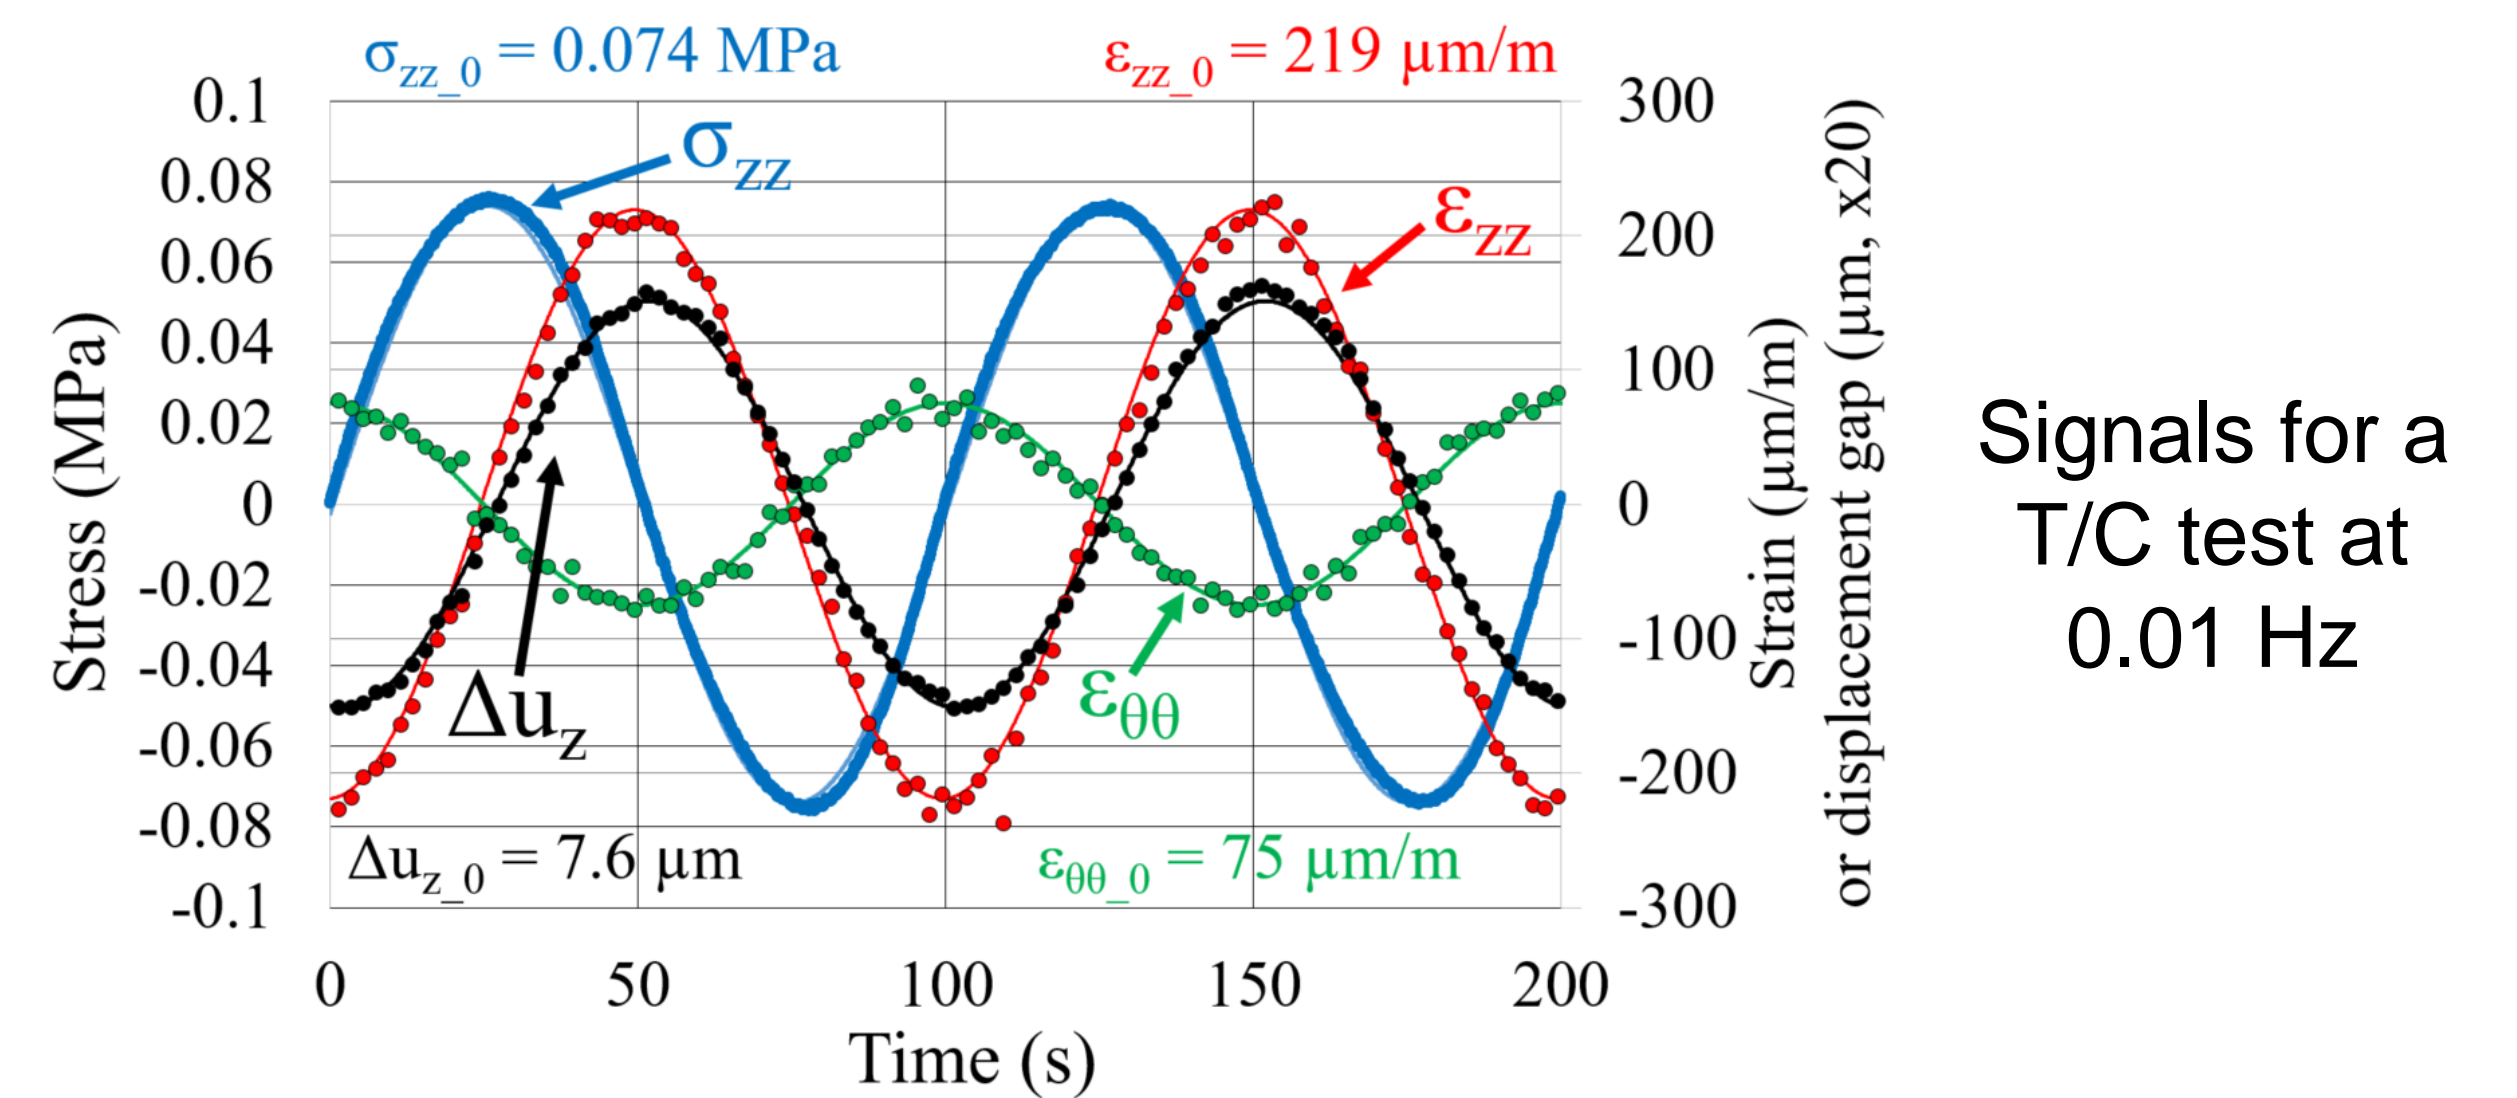 σzz_0 = 0.074 MPa
εzz_0 = 219 µm/m
0.1
0.08
0.06
0.04
0.02
0
-0.02
-0.04
-0.06
-0.08
-0.1
Stress (MPa)
σzz
εzz
Δuz
εθθ
Δuz_0 = 7.6 µm
εθθ_0 = 75 µm/m
300
200
100
0
-100
-200
-300
Strain (µm/m)
or displacement gap (µm, x20)
0
50
100
150
200
Time (s)
Signals for a
T/C test at
0.01 Hz